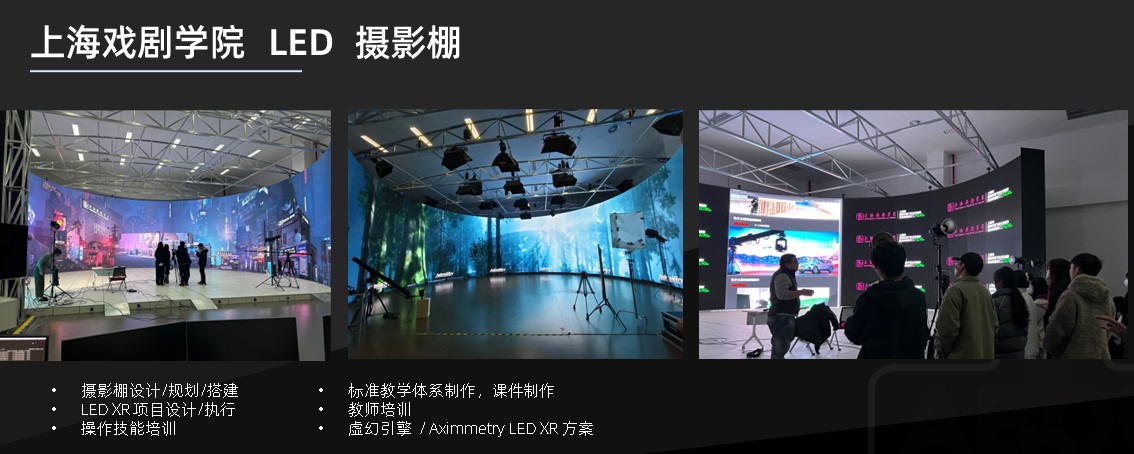 上海戏剧学院 LED 摄影棚
• 摄影棚设计/规划/搭建
• LED XR 项目设计/执行
• 操作技能培训
• 标准教学体系制作，课件制作
• 教师培训
• 虚幻引擎 / Aximmetry LED XR 方案